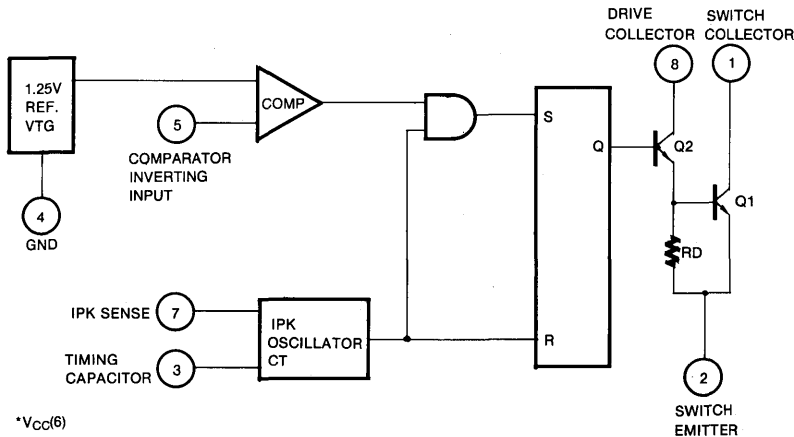 DRIVE
COLLECTOR
SWITCH
COLLECTOR
8
1
1.25V
REF.
VTG
COMP
5
COMPARATOR
INVERTING
INPUT
4
GND
S
Q
Q2
Q1
RD
IPK SENSE
7
IPK
OSCILLATOR
CT
TIMING
CAPACITOR
3
R
2
SWITCH
EMITTER
*VCC(6)